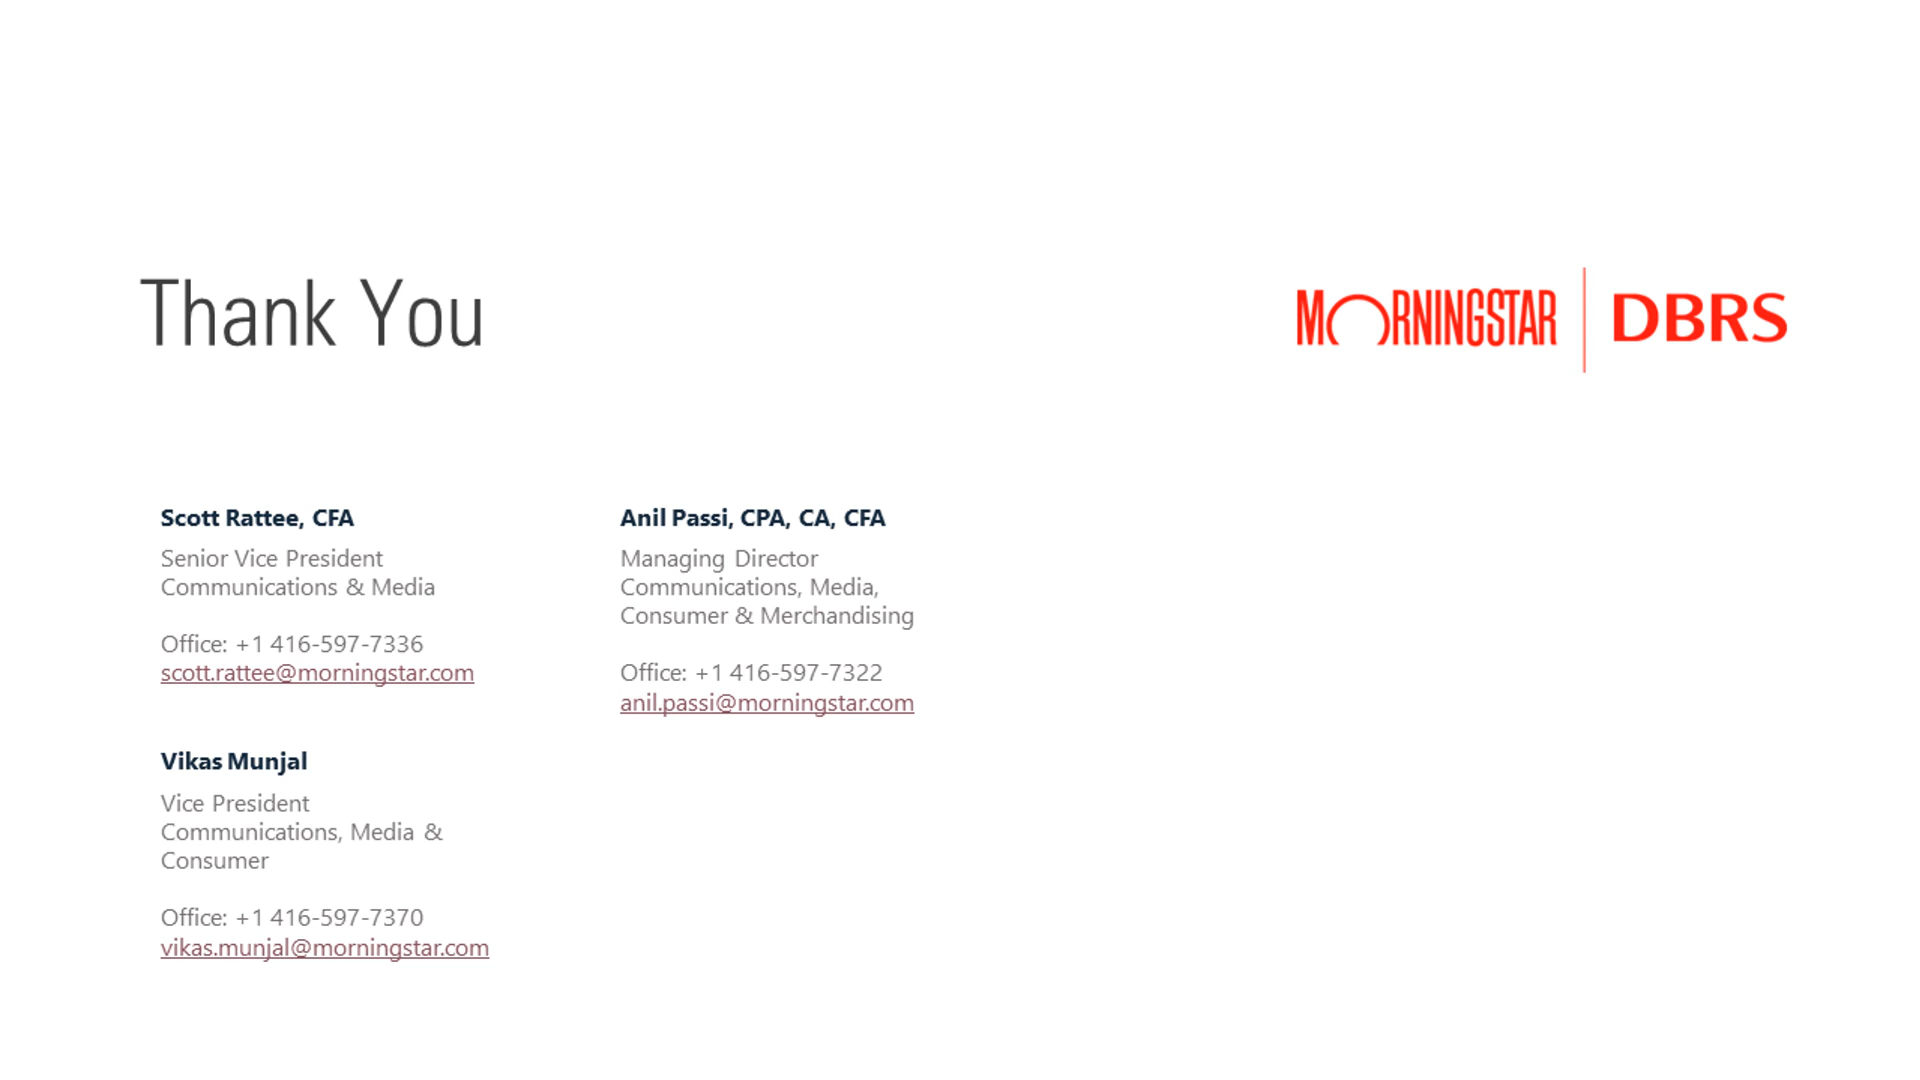 Thank You
MORNINGSTAR | DBRS
Scott Rattee, CFA
Senior Vice President
Communications & Media
Office: +1 416-597-7336
scott.rattee@morningstar.com
Anil Passi, CPA, CA, CFA
Managing Director
Communications, Media,
Consumer & Merchandising
Office: +1 416-597-7322
anil.passi@morningstar.com
Vikas Munjal
Vice President
Communications, Media &
Consumer
Office: +1 416-597-7370
vikas.munjal@morningstar.com